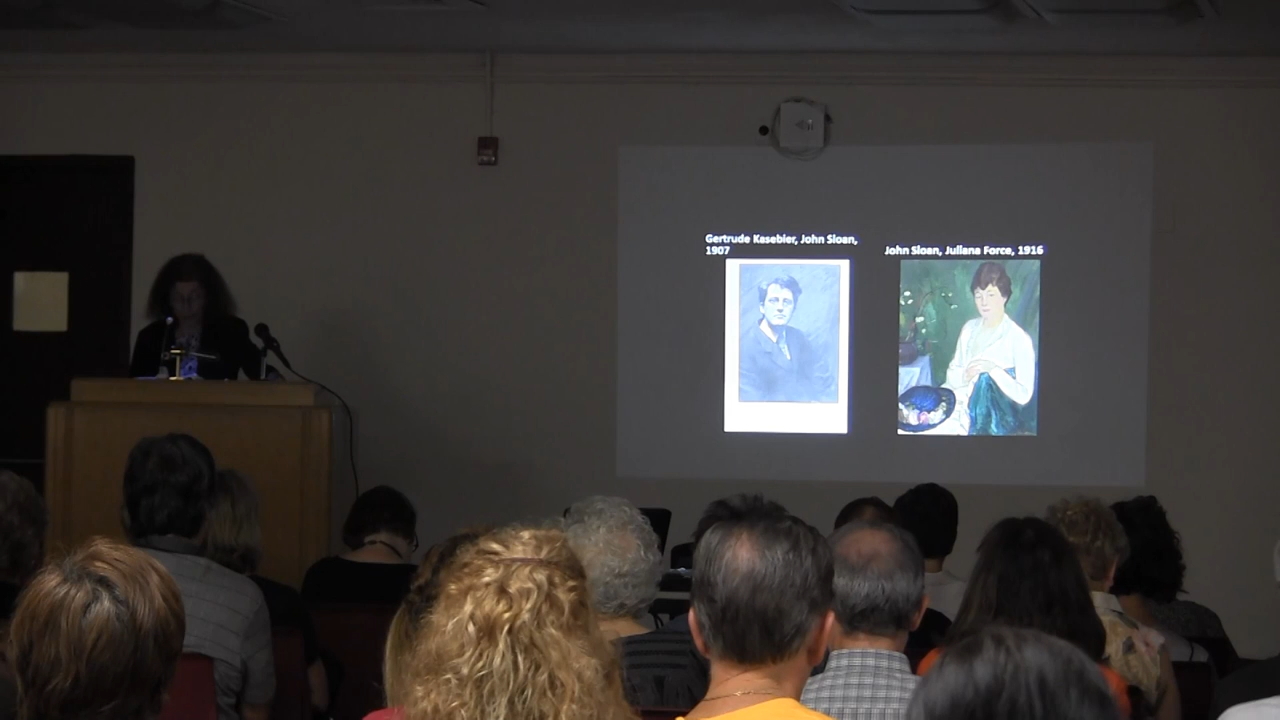 Gertrude Kasebier, John Sloan,
1907
John Sloan, Juliana Force, 1916